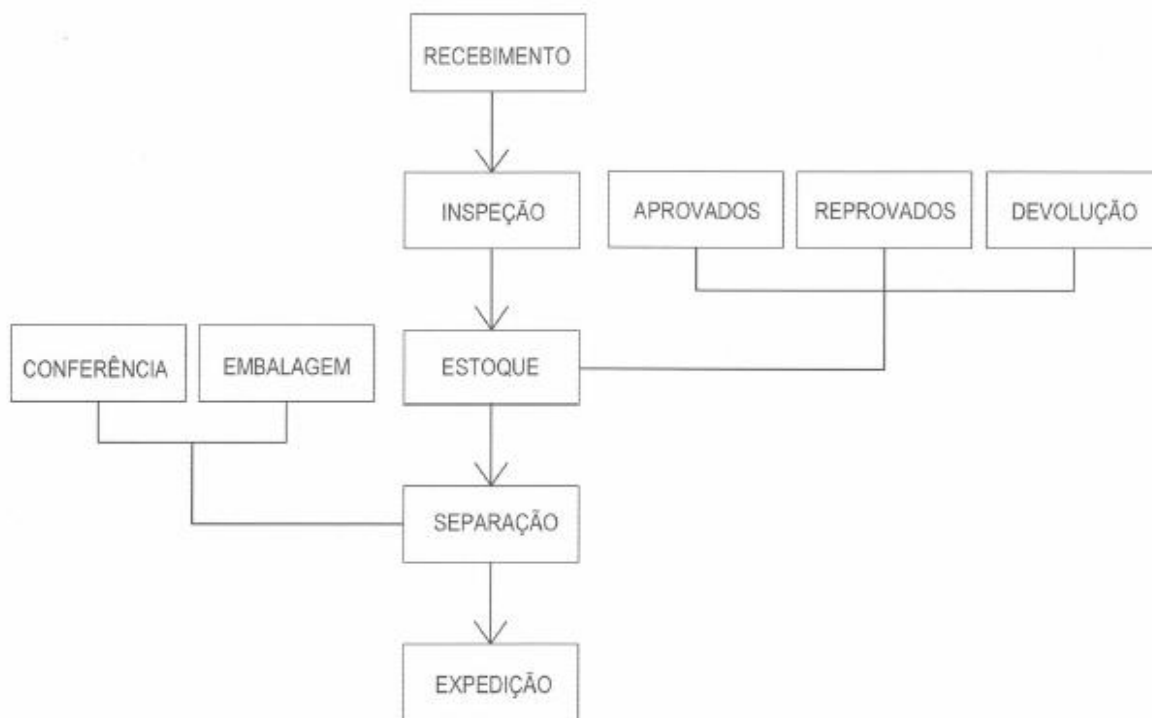 RECEBIMENTO
INSPEÇÃO
APROVADOS
REPROVADOS
DEVOLUÇÃO
CONFERÊNCIA
EMBALAGEM
ESTOQUE
SEPARAÇÃO
EXPEDIÇÃO